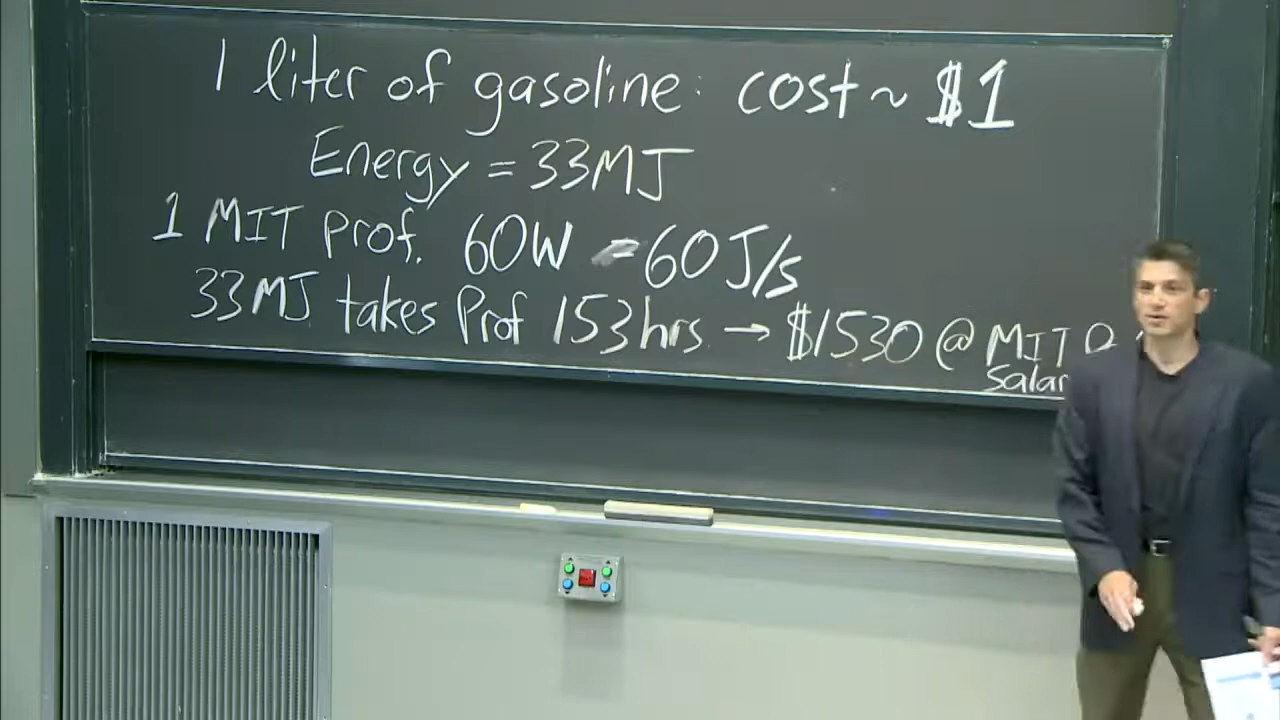 1 liter of gasoline: cost ~ $1
Energy = 33MJ
1 MIT prof. 60W = 60J/s
33MJ takes Prof 153hrs → $1530 @ MIT